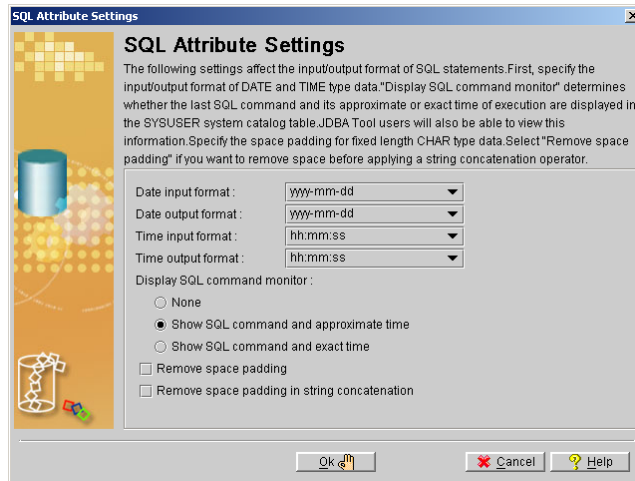 SQL Attribute Settings
SQL Attribute Settings
The following settings affect the input/output format of SQL statements.First, specify the
input/output format of DATE and TIME type data."Display SQL command monitor" determines
whether the last SQL command and its approximate or exact time of execution are displayed in
the SYSUSER system catalog table.JDBA Tool users will also be able to view this
information.Specify the space padding for fixed length CHAR type data.Select "Remove space
padding" if you want to remove space before applying a string concatenation operator.
Date input format : yyyy-mm-dd
Date output format : yyyy-mm-dd
Time input format : hh:mm:ss
Time output format : hh:mm:ss
Display SQL command monitor :
None
Show SQL command and approximate time
Show SQL command and exact time
Remove space padding
Remove space padding in string concatenation
Ok Cancel Help